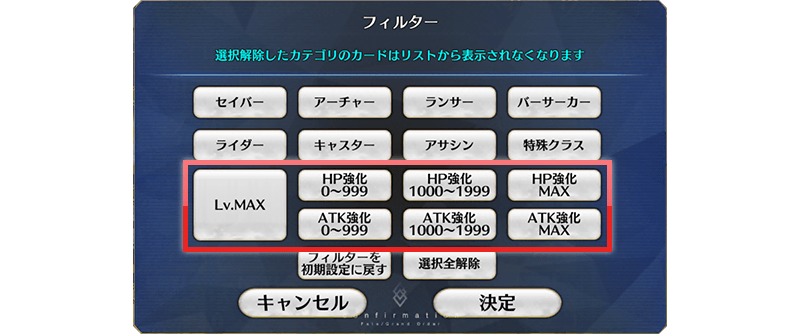 フィルター
選択解除したカテゴリのカードはリストから表示されなくなります
セイバー アーチャー ランサー バーサーカー
ライダー キャスター アサシン 特殊クラス
Lv.MAX
HP強化 HP強化 HP強化
0～999 1000～1999 MAX
ATK強化 ATK強化 ATK強化
0～999 1000～1999 MAX
フィルターを
初期設定に戻す 選択全解除
キャンセル 決定
Fate/Grand Order